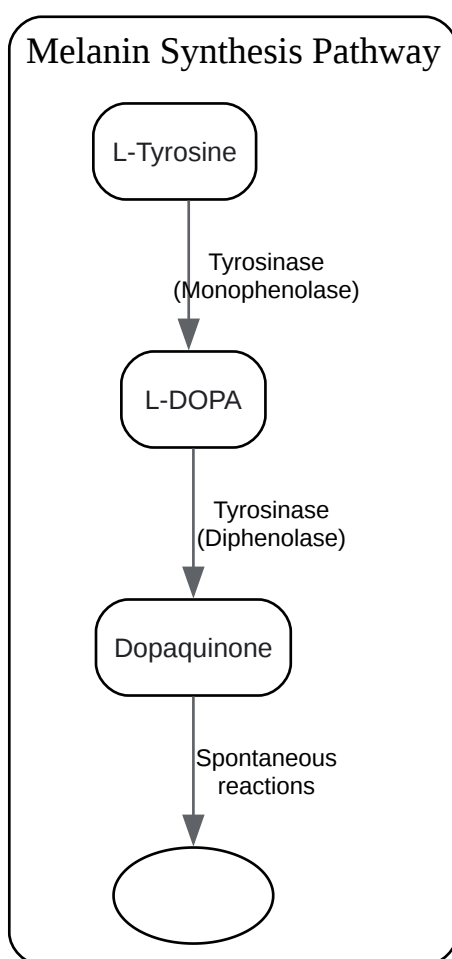 Melanin Synthesis Pathway
L-Tyrosine
Tyrosinase
(Monophenolase)
L-DOPA
Tyrosinase
(Diphenolase)
Dopaquinone
Spontaneous
reactions